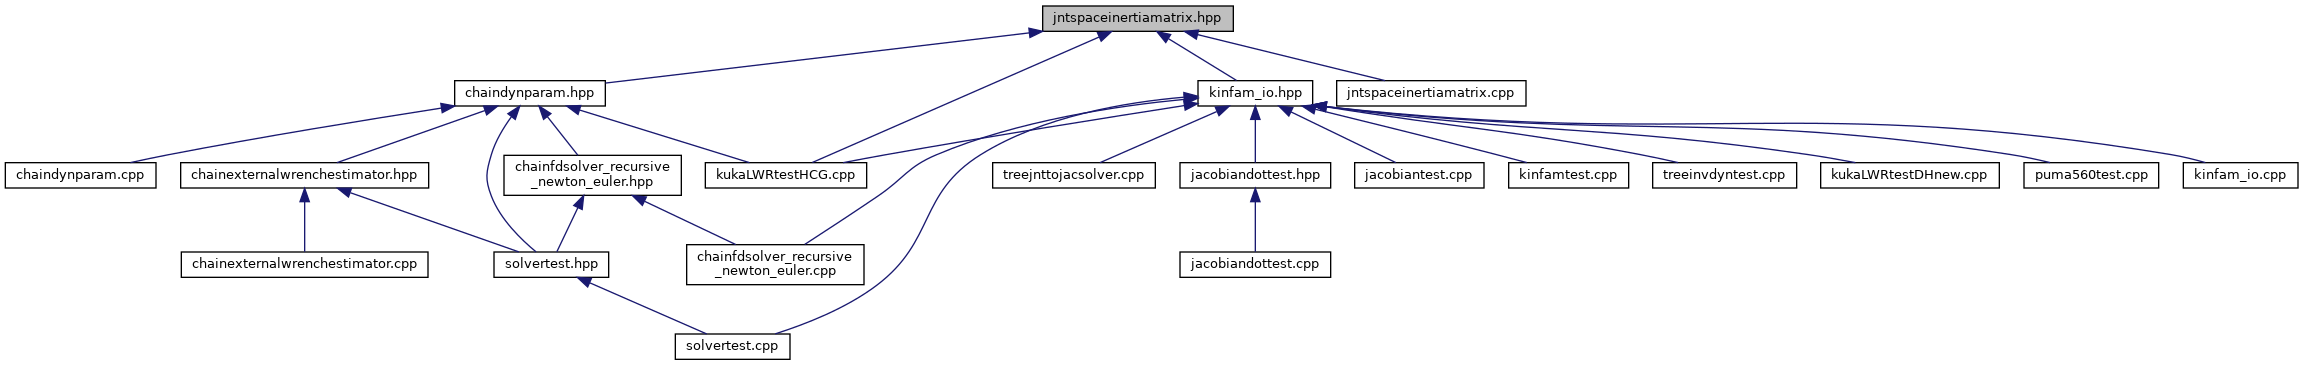 jntspaceinertiamatrix.hpp
chaindynparam.hpp
kinfam_io.hpp
jntspaceinertiamatrix.cpp
chaindynparam.cpp
chainexternalwrenchestimator.hpp
chainfdsolver_recursive
_newton_euler.hpp
kukaLWRtestHCG.cpp
treejnttojacsolver.cpp
jacobiandottest.hpp
jacobiantest.cpp
kinfamtest.cpp
treeinvdyntest.cpp
kukaLWRtestDHnew.cpp
puma560test.cpp
kinfam_io.cpp
chainexternalwrenchestimator.cpp
solvertest.hpp
chainfdsolver_recursive
_newton_euler.cpp
jacobiandottest.cpp
solvertest.cpp